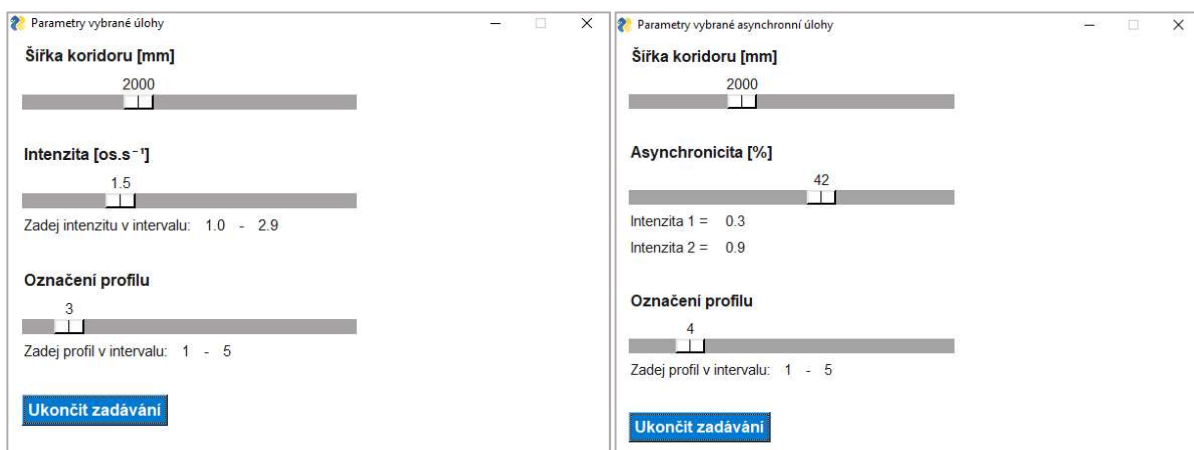 Parametry vybrané úlohy
Šířka koridoru [mm]
2000
Intenzita [os.s⁻¹]
1.5
Zadej intenzitu v intervalu: 1.0 - 2.9
Označení profilu
3
Zadej profil v intervalu: 1 - 5
Ukončit zadávání
Parametry vybrané asynchronní úlohy
Šířka koridoru [mm]
2000
Asynchronicita [%]
42
Intenzita 1 = 0.3
Intenzita 2 = 0.9
Označení profilu
4
Zadej profil v intervalu: 1 - 5
Ukončit zadávání